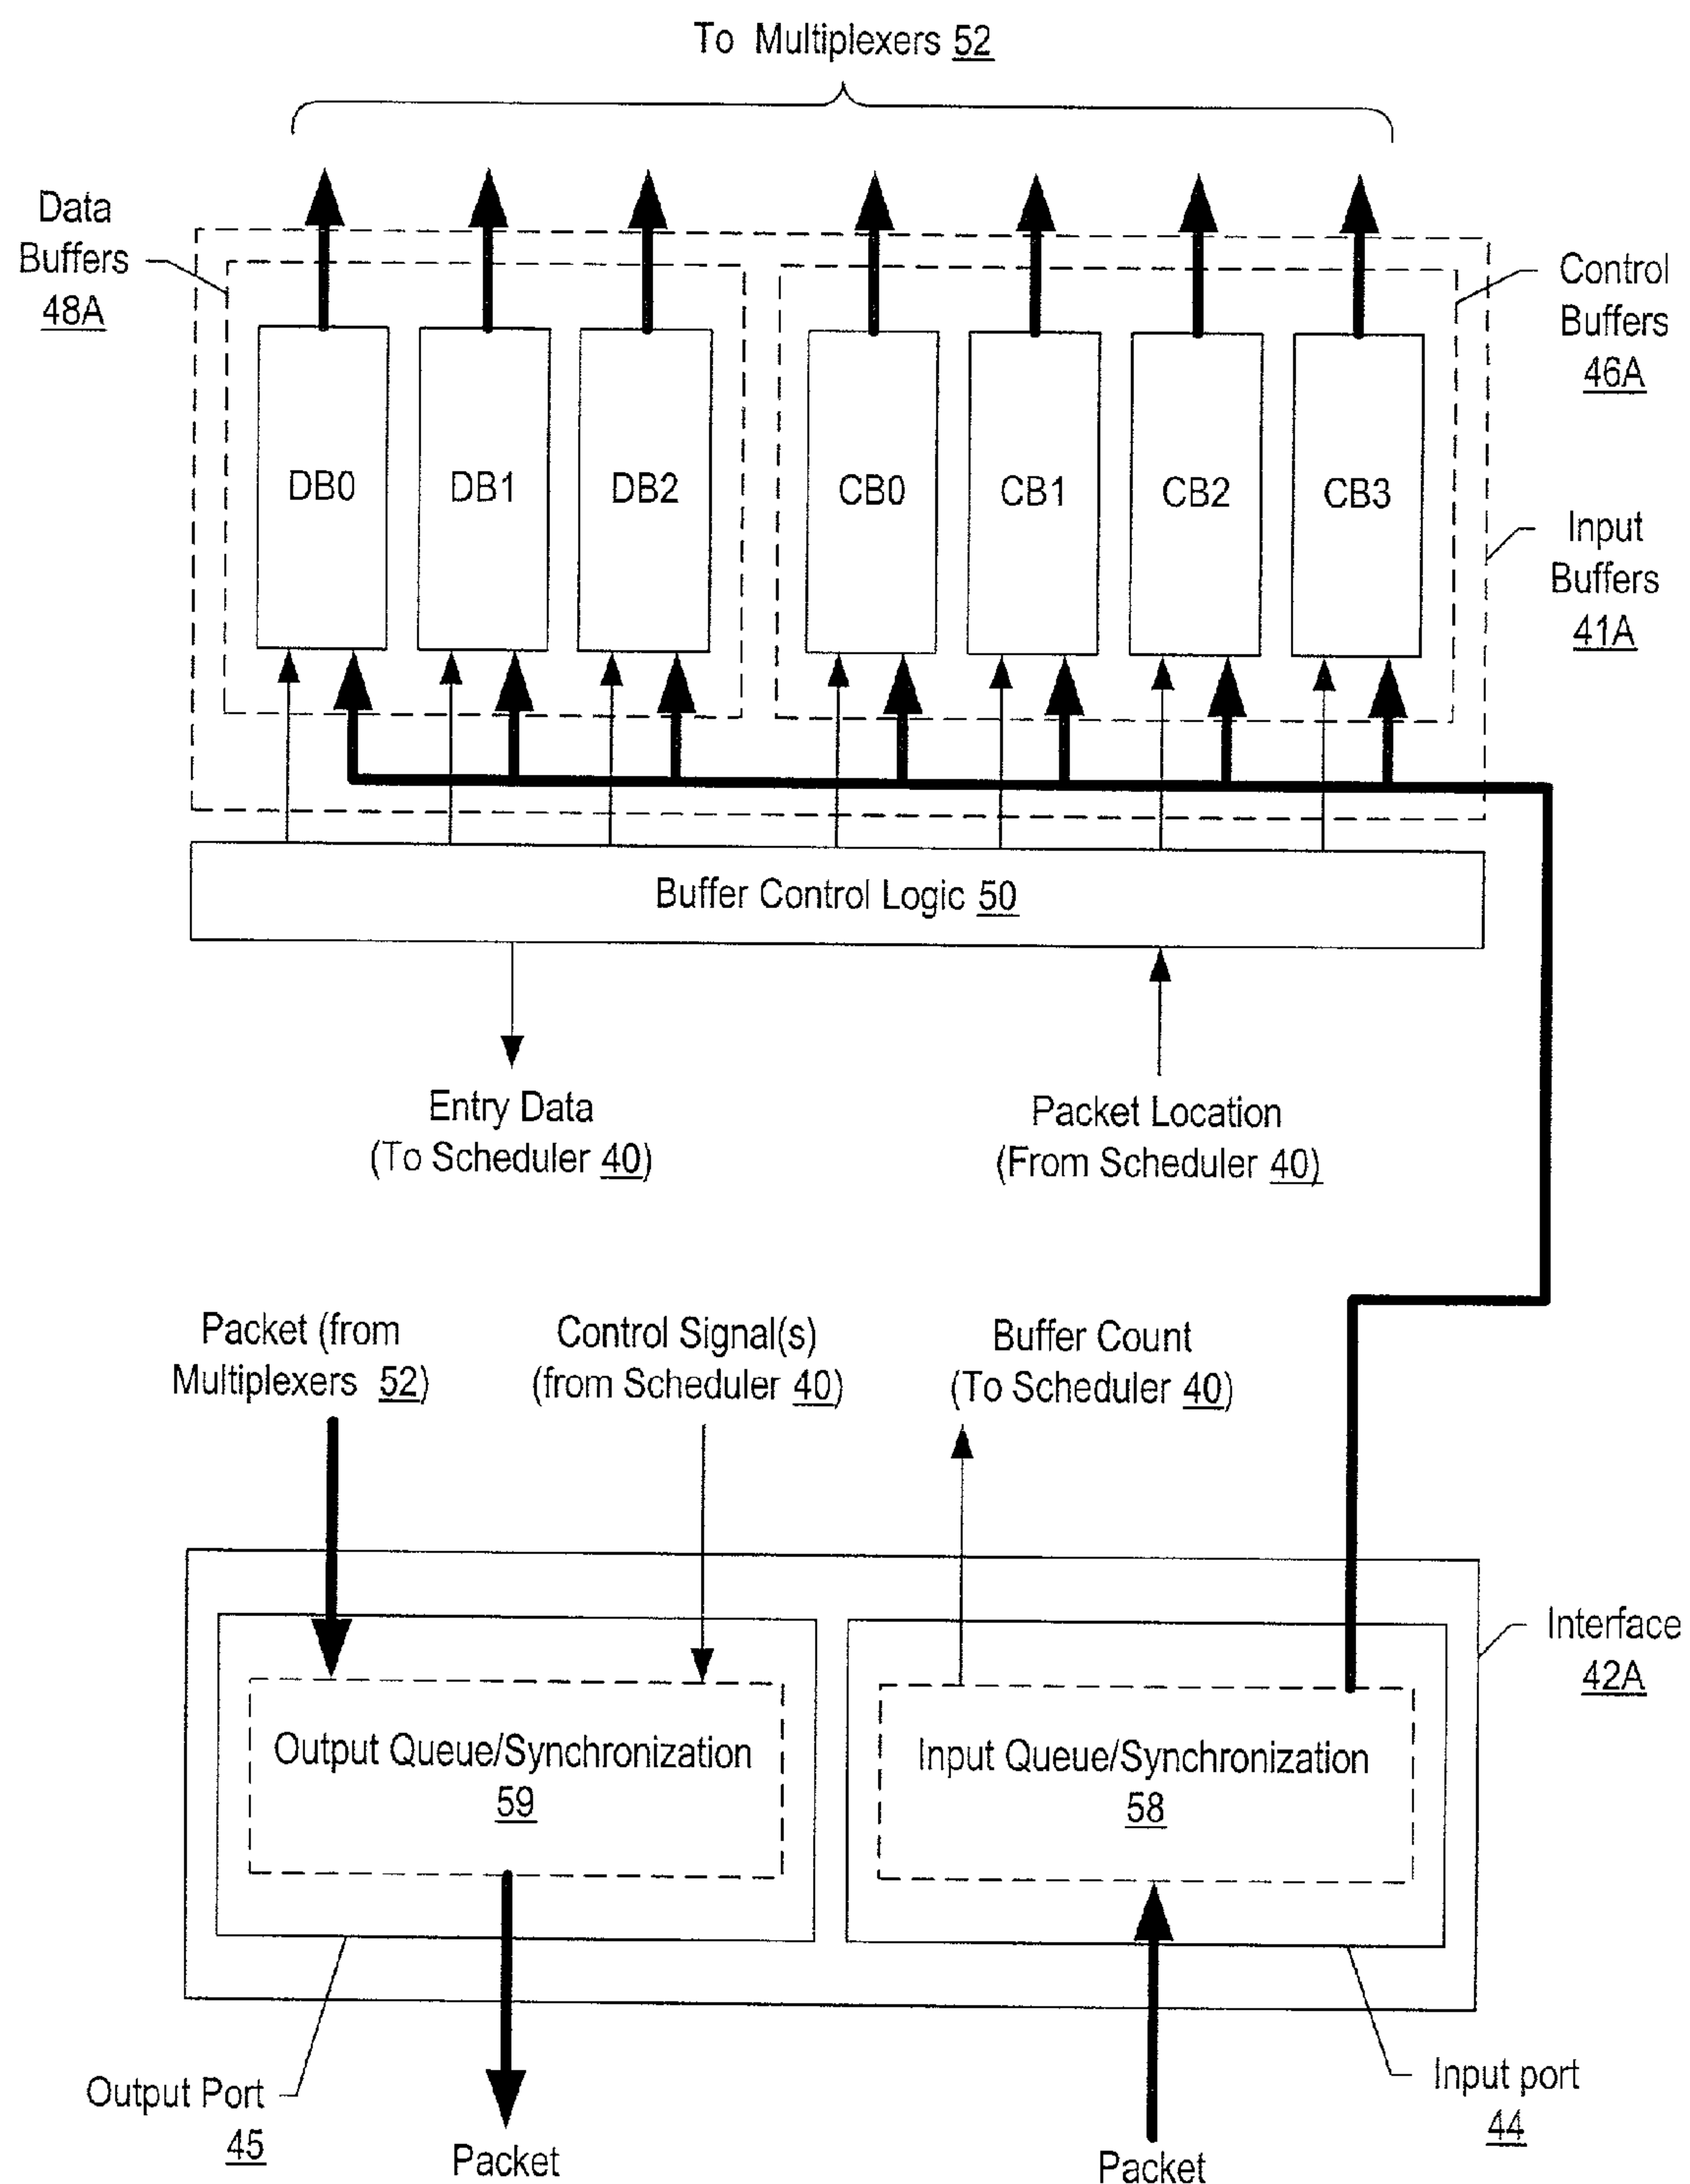 To Multiplexers 52
Data
Buffers
48A
Control
Buffers
46A
DB0
DB1
DB2
CB0
CB1
CB2
CB3
Input
Buffers
41A
Buffer Control Logic 50
Entry Data
(To Scheduler 40)
Packet Location
(From Scheduler 40)
Packet (from
Multiplexers 52)
Control Signal(s)
(from Scheduler 40)
Buffer Count
(To Scheduler 40)
Interface
42A
Output Queue/Synchronization
59
Input Queue/Synchronization
58
Output Port
45
Packet
Packet
Input port
44